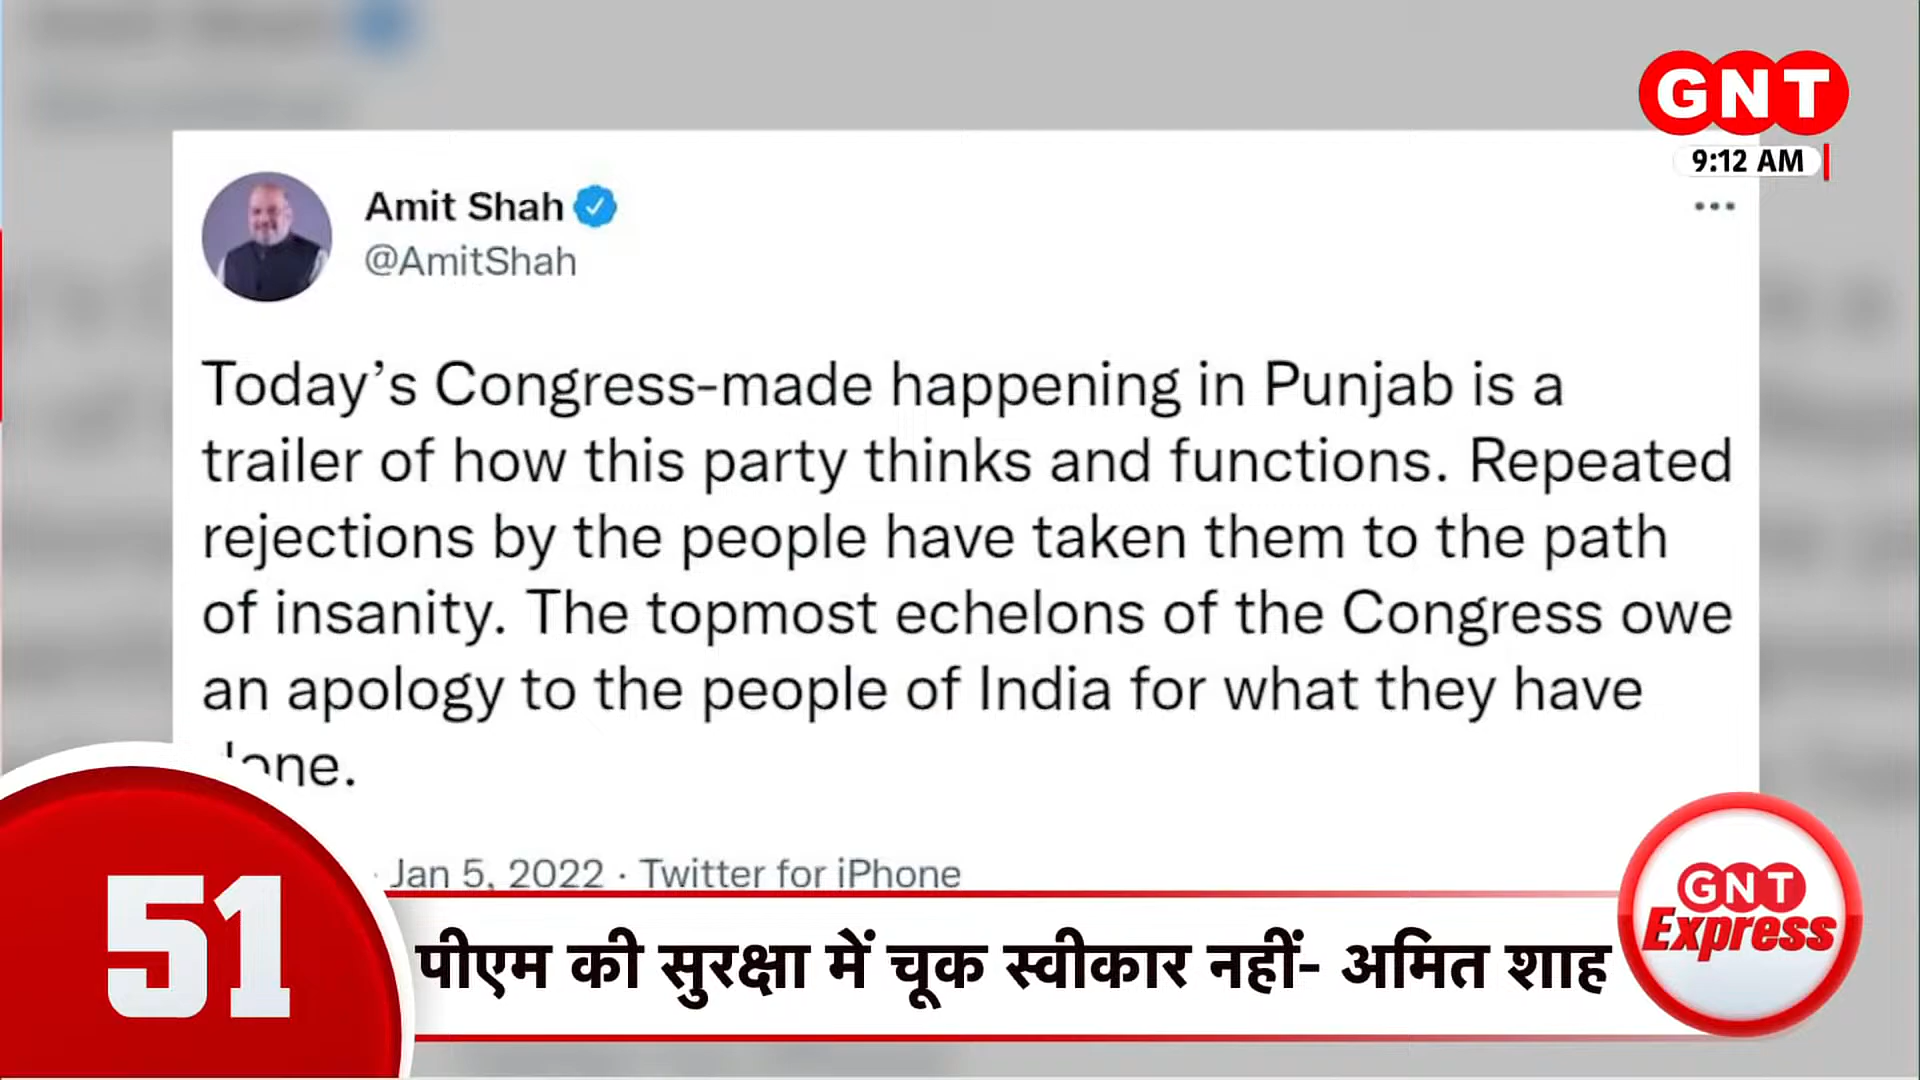 GNT
9:12 AM
Amit Shah
@AmitShah
Today’s Congress-made happening in Punjab is a
trailer of how this party thinks and functions. Repeated
rejections by the people have taken them to the path
of insanity. The topmost echelons of the Congress owe
an apology to the people of India for what they have
done.
· Jan 5, 2022 · Twitter for iPhone
51
पीएम की सुरक्षा में चूक स्वीकार नहीं- अमित शाह
GNT
Express